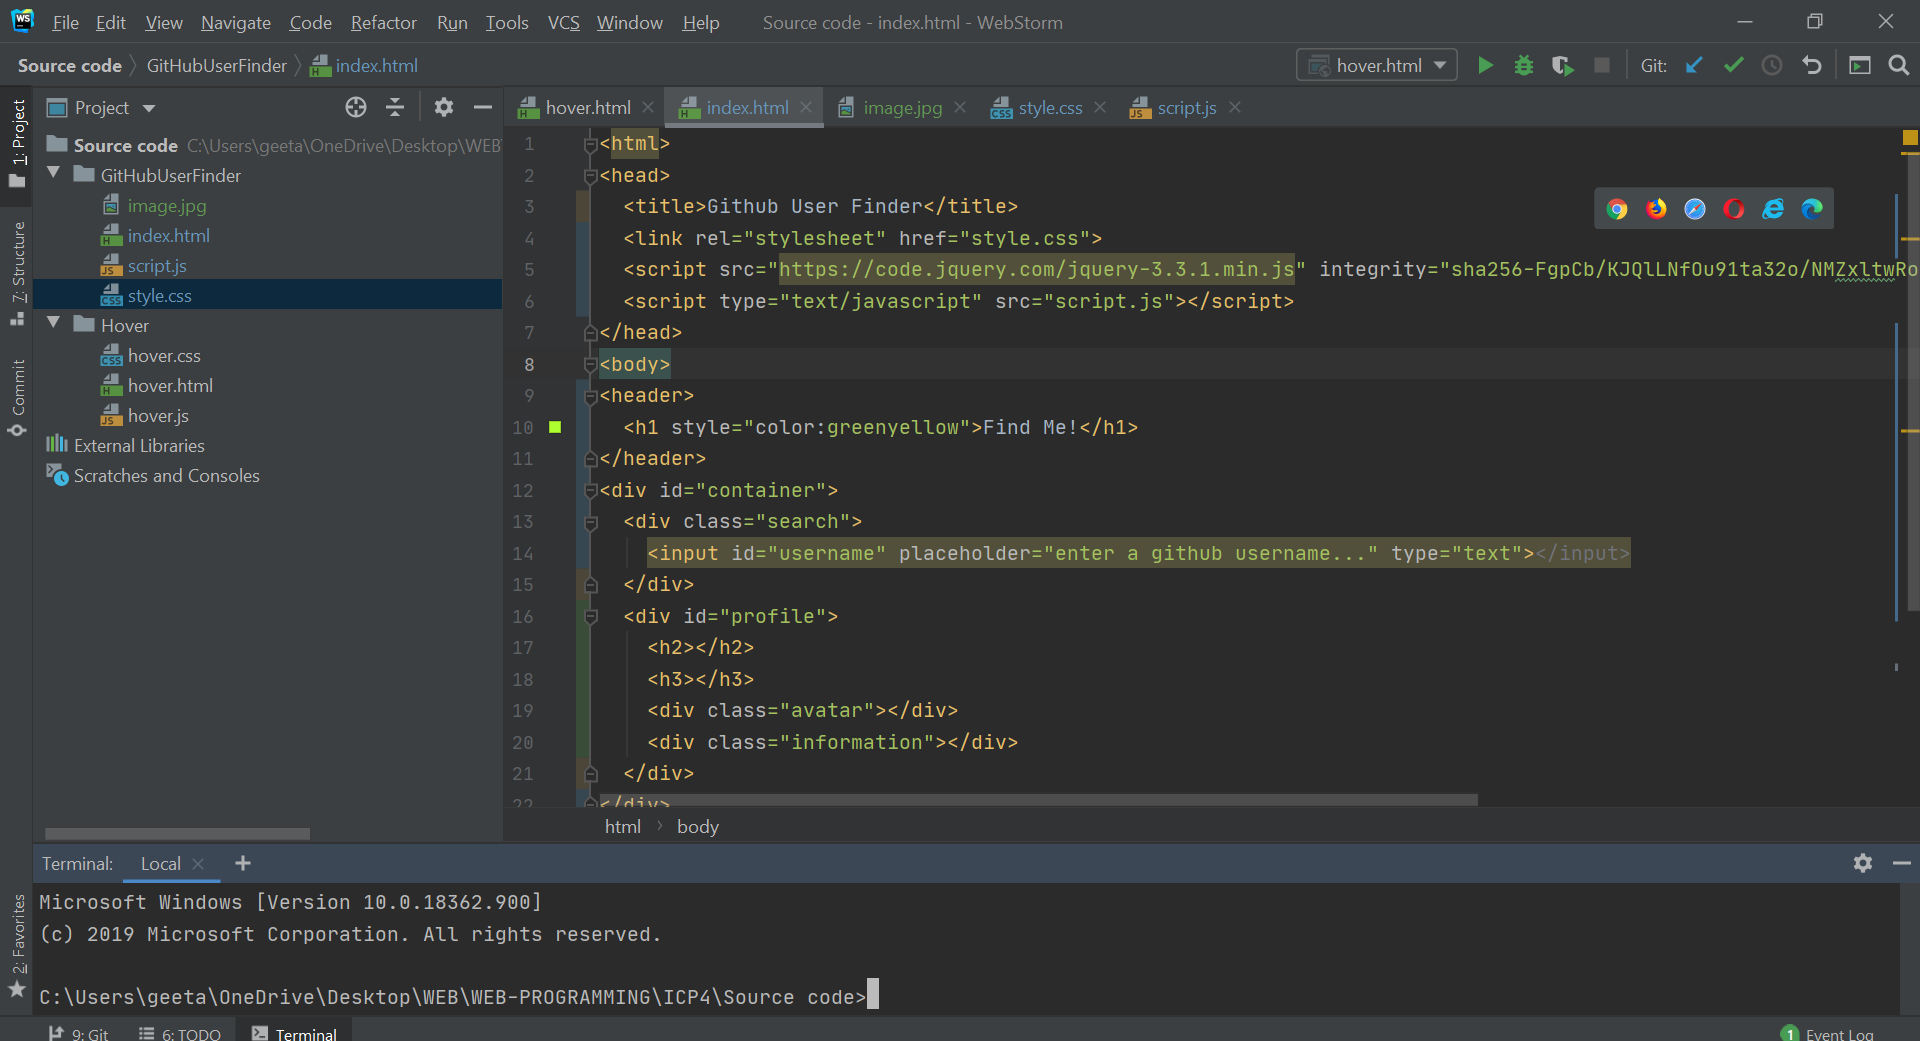 File Edit View Navigate Code Refactor Run Tools VCS Window Help Source code - index.html - WebStorm
Source code GitHubUserFinder index.html hover.html Git:
Project
hover.html index.html image.jpg style.css script.js
1: Project
7: Structure
Commit
2: Favorites
Source code C:\Users\geeta\OneDrive\Desktop\WEB
GitHubUserFinder
image.jpg
index.html
script.js
style.css
Hover
hover.css
hover.html
hover.js
External Libraries
Scratches and Consoles
1 <html>
2 <head>
3 <title>Github User Finder</title>
4 <link rel="stylesheet" href="style.css">
5 <script src="https://code.jquery.com/jquery-3.3.1.min.js" integrity="sha256-FgpCb/KJQlLNfOu91ta32o/NMZxltwRo
6 <script type="text/javascript" src="script.js"></script>
7 </head>
8 <body>
9 <header>
10 <h1 style="color:greenyellow">Find Me!</h1>
11 </header>
12 <div id="container">
13 <div class="search">
14 <input id="username" placeholder="enter a github username..." type="text"></input>
15 </div>
16 <div id="profile">
17 <h2></h2>
18 <h3></h3>
19 <div class="avatar"></div>
20 <div class="information"></div>
21 </div>
22 </div>
html body
Terminal: Local
Microsoft Windows [Version 10.0.18362.900]
(c) 2019 Microsoft Corporation. All rights reserved.
C:\Users\geeta\OneDrive\Desktop\WEB\WEB-PROGRAMMING\ICP4\Source code>
9: Git 6: TODO Terminal 1 Event Log